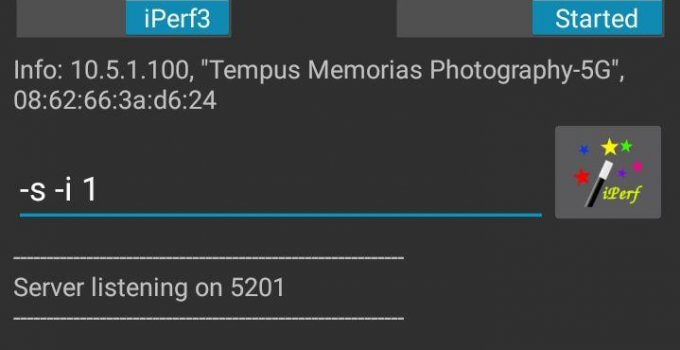 iPerf3 Started
Info: 10.5.1.100, "Tempus Memorias Photography-5G",
08:62:66:3a:d6:24
-s -i 1
iPerf
-----------------------------------------------------------
Server listening on 5201
-----------------------------------------------------------